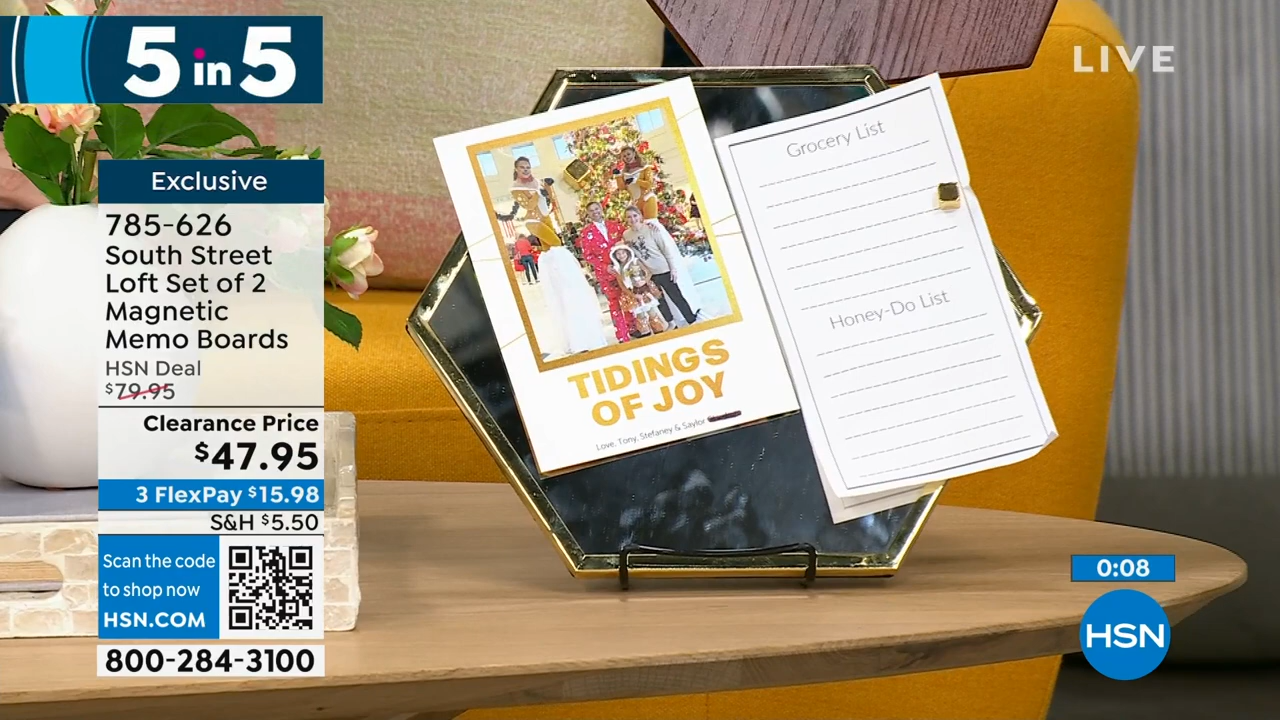 5 in 5
LIVE
Exclusive
785-626
South Street
Loft Set of 2
Magnetic
Memo Boards
HSN Deal
$79.95
Clearance Price
$47.95
3 FlexPay $15.98
S&H $5.50
Scan the code
to shop now
HSN.COM
800-284-3100
TIDINGS
OF JOY
Love, Tony, Stefaney & Saylor
Grocery List
Honey-Do List
0:08
HSN